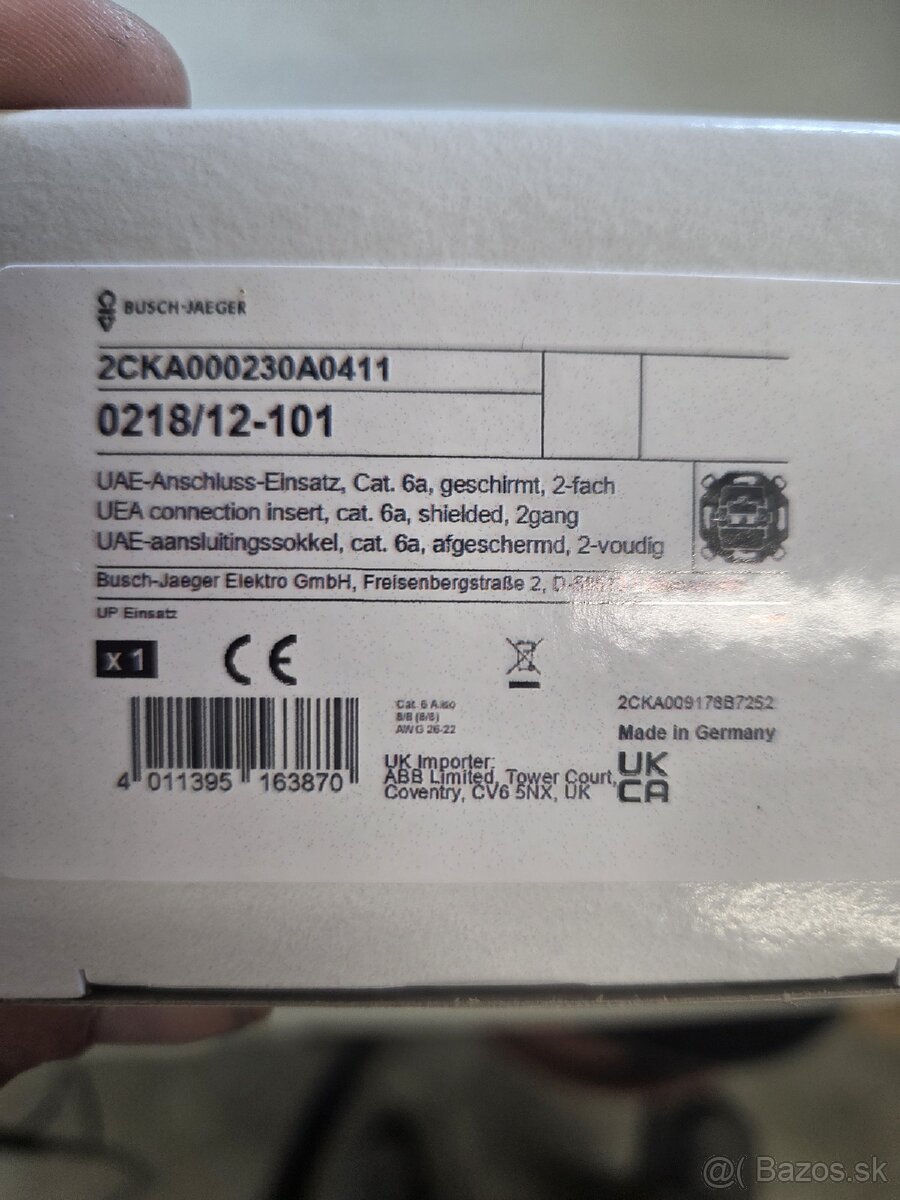 BUSCH-JAEGER
2CKA000230A0411
0218/12-101
UAE-Anschluss-Einsatz, Cat. 6a, geschirmt, 2-fach
UEA connection insert, cat. 6a, shielded, 2gang
UAE-aansluitingssokkel, cat. 6a, afgeschermd, 2-voudig
Busch-Jaeger Elektro GmbH, Freisenbergstraße 2,
UP Einsatz
x 1
CE
Cat. 6 A iso
8/8 (8/8)
AWG 26-22
2CKA009178B7252
Made in Germany
UK Importer:
ABB Limited, Tower Court,
Coventry, CV6 5NX, UK
UK
CA
4 011395 163870
@( Bazos.sk